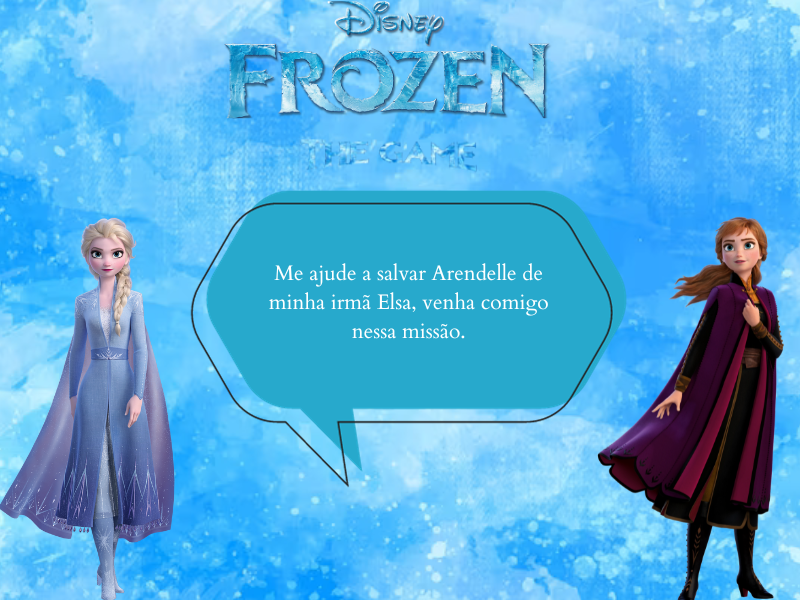 Disney
FROZEN
THE GAME
Me ajude a salvar Arendelle de
minha irmã Elsa, venha comigo
nessa missão.